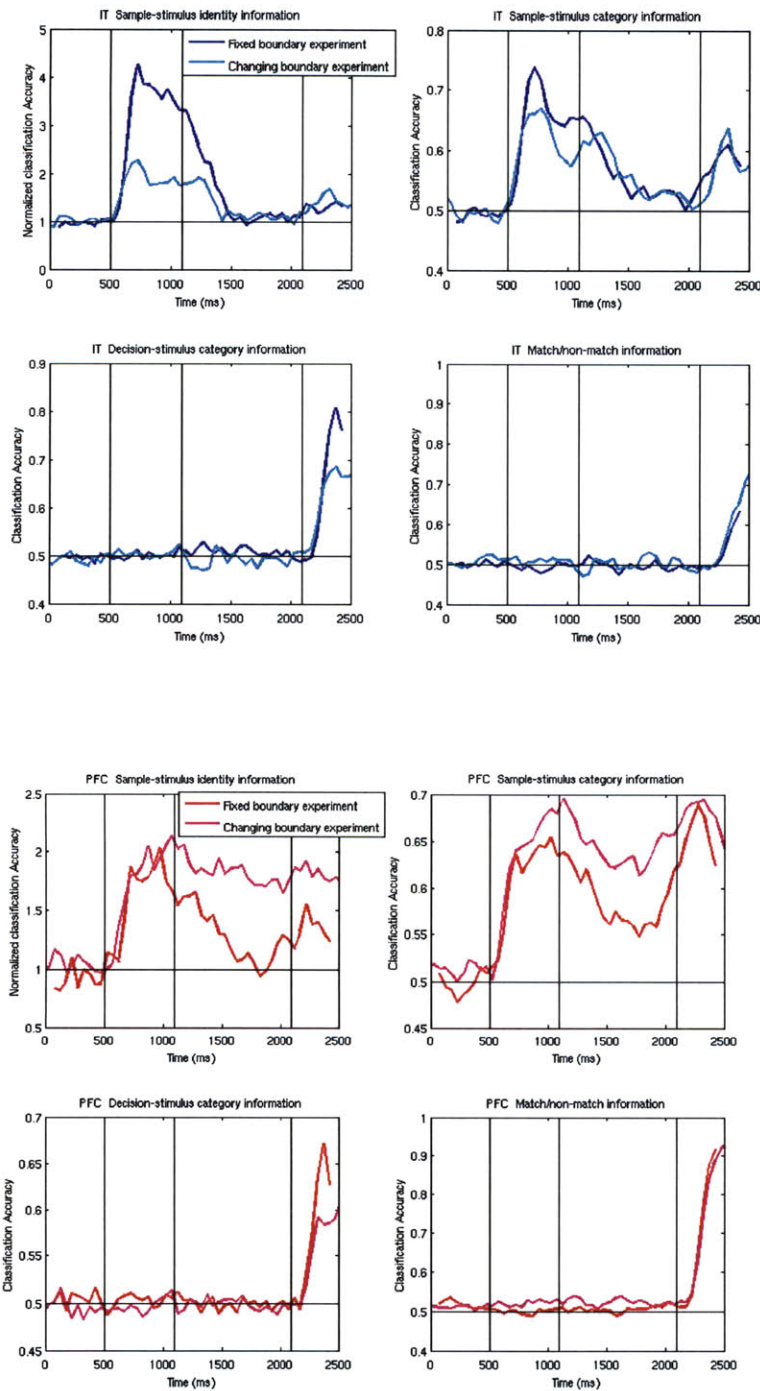 IT Sample-stimulus identity information
Normalized classification Accuracy
5
4
3
2
1
0
Fixed boundary experiment
Changing boundary experiment
0 500 1000 1500 2000 2500
Time (ms)
IT Sample-stimulus category information
Classification Accuracy
0.8
0.7
0.6
0.5
0.4
0 500 1000 1500 2000 2500
Time (ms)
IT Decision-stimulus category information
Classification Accuracy
0.9
0.8
0.7
0.6
0.5
0.4
0 500 1000 1500 2000 2500
Time (ms)
IT Match/non-match information
Classification Accuracy
1
0.9
0.8
0.7
0.6
0.5
0.4
0 500 1000 1500 2000 2500
Time (ms)
PFC Sample-stimulus identity information
Normalized classification Accuracy
2.5
2
1.5
1
0.5
Fixed boundary experiment
Changing boundary experiment
0 500 1000 1500 2000 2500
Time (ms)
PFC Sample-stimulus category information
Classification Accuracy
0.7
0.65
0.6
0.55
0.5
0.45
0 500 1000 1500 2000 2500
Time (ms)
PFC Decision-stimulus category information
Classification Accuracy
0.7
0.65
0.6
0.55
0.5
0.45
0 500 1000 1500 2000 2500
Time (ms)
PFC Match/non-match information
Classification Accuracy
1
0.9
0.8
0.7
0.6
0.5
0.4
0 500 1000 1500 2000 2500
Time (ms)